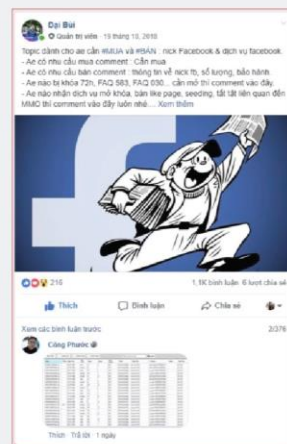 Đại Bùi
Quản trị viên · 19 tháng 10, 2018
Topic dành cho ae cần #MUA và #BÁN : nick Facebook & dịch vụ facebook.
- Ae có nhu cầu mua comment : Cần mua
- Ae có nhu cầu bán comment : thông tin về nick fb, số lượng, bảo hành
- Ae nào bị khóa 72h, FAQ 583, FAQ 030... cần mở thì comment vào đây.
- Ae nào nhận dịch vụ mở khóa, bán like page, seeding, tất tật liên quan đến
MMO thì comment vào đây luôn nhé ... Xem thêm
216
1,1K bình luận 6 lượt chia sẻ
Thích Bình luận Chia sẻ
Xem các bình luận trước 2/376
Công Phước
Thích · Trả lời · 1 ngày